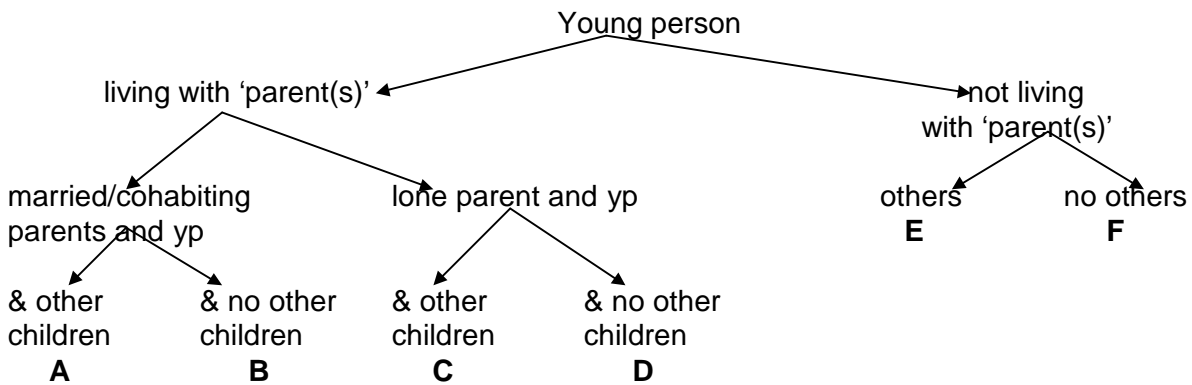 Young person
living with ‘parent(s)’
not living
with ‘parent(s)’
married/cohabiting
parents and yp
lone parent and yp
others
E
no others
F
& other
children
A
& no other
children
B
& other
children
C
& no other
children
D